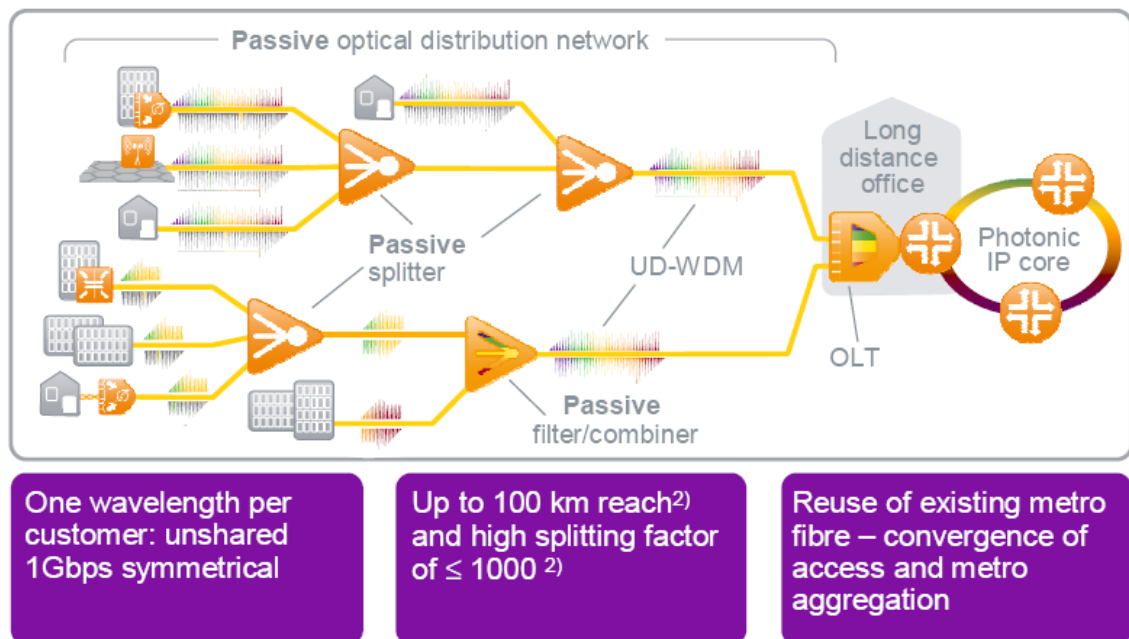 Passive optical distribution network
Long
distance
office
Passive
splitter
UD-WDM
Photonic
IP core
OLT
Passive
filter/combiner
One wavelength per
customer: unshared
1Gbps symmetrical
Up to 100 km reach2)
and high splitting factor
of ≤ 1000 2)
Reuse of existing metro
fibre – convergence of
access and metro
aggregation